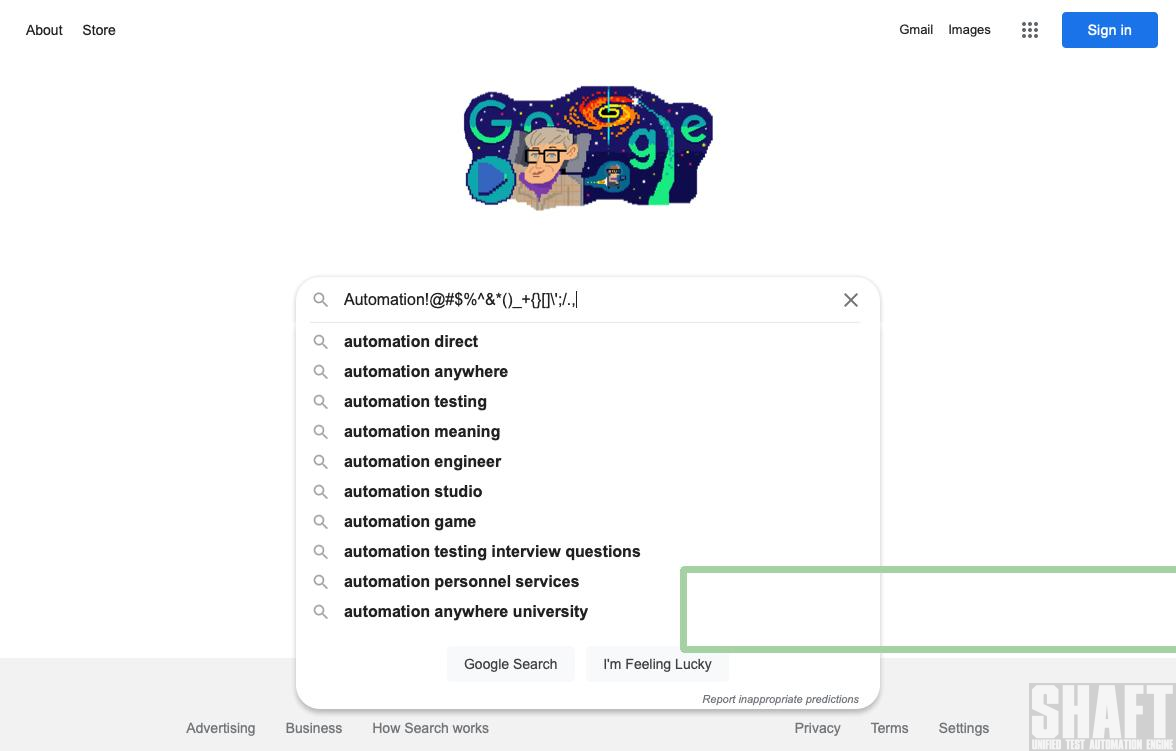 About Store Gmail Images Sign in
Google
Automation!@#$%^&*()_+{}[]\';/.,
automation direct
automation anywhere
automation testing
automation meaning
automation engineer
automation studio
automation game
automation testing interview questions
automation personnel services
automation anywhere university
Google Search I'm Feeling Lucky
Report inappropriate predictions
Advertising Business How Search works Privacy Terms Settings
SHAFT
UNIFIED TEST AUTOMATION ENGINE